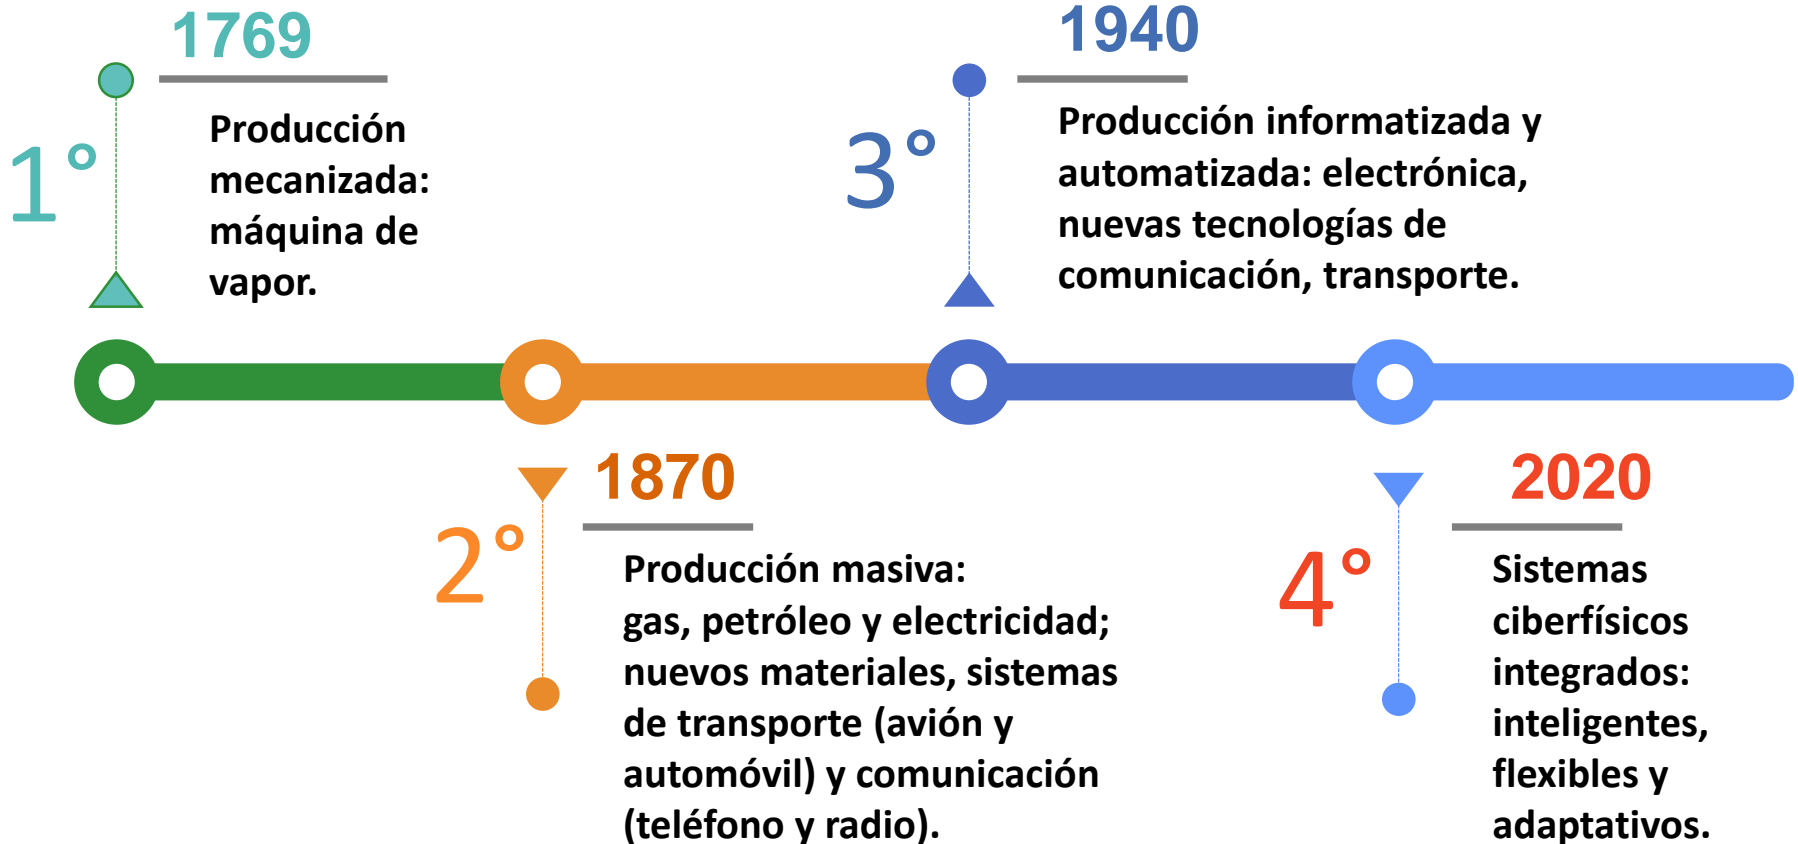 1°
1769
Producción
mecanizada:
máquina de
vapor.
2°
1870
Producción masiva:
gas, petróleo y electricidad;
nuevos materiales, sistemas
de transporte (avión y
automóvil) y comunicación
(teléfono y radio).
3°
1940
Producción informatizada y
automatizada: electrónica,
nuevas tecnologías de
comunicación, transporte.
4°
2020
Sistemas
ciberfísicos
integrados:
inteligentes,
flexibles y
adaptativos.